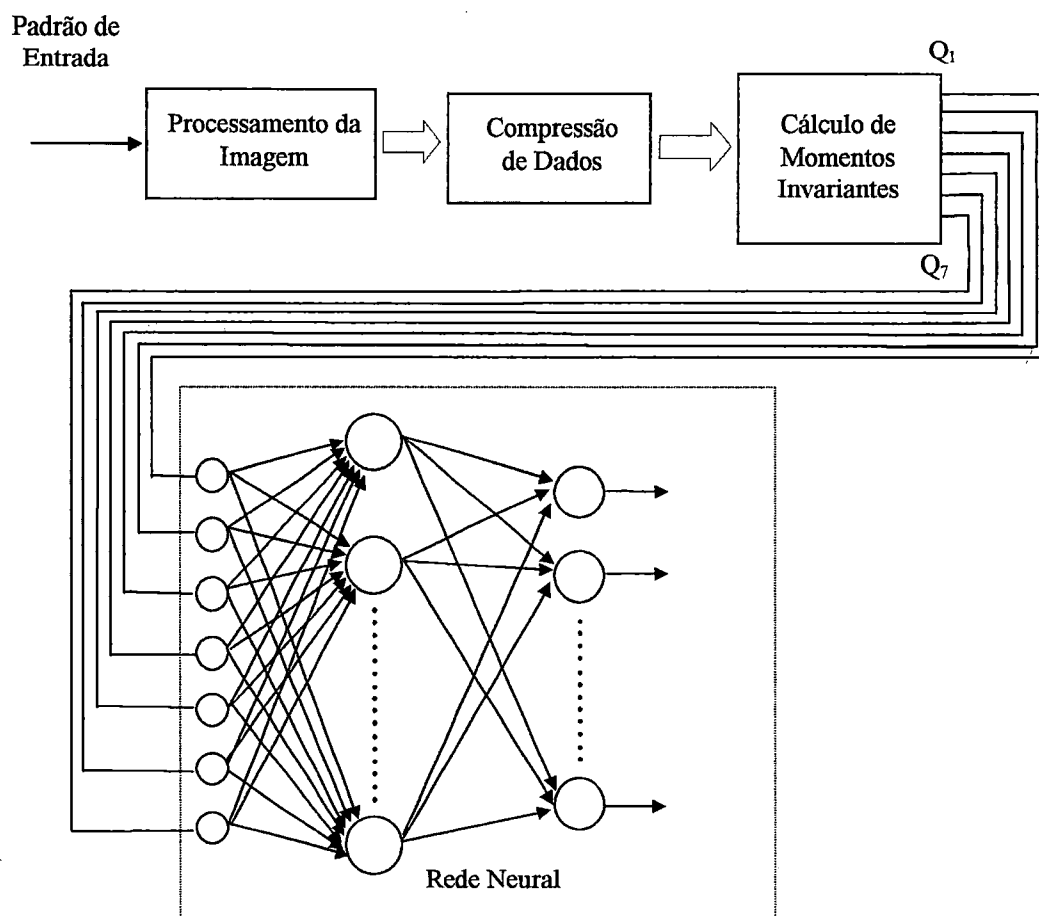 Padrão de
Entrada
Processamento da
Imagem
Compressão
de Dados
Cálculo de
Momentos
Invariantes
Q₁
Q₇
Rede Neural